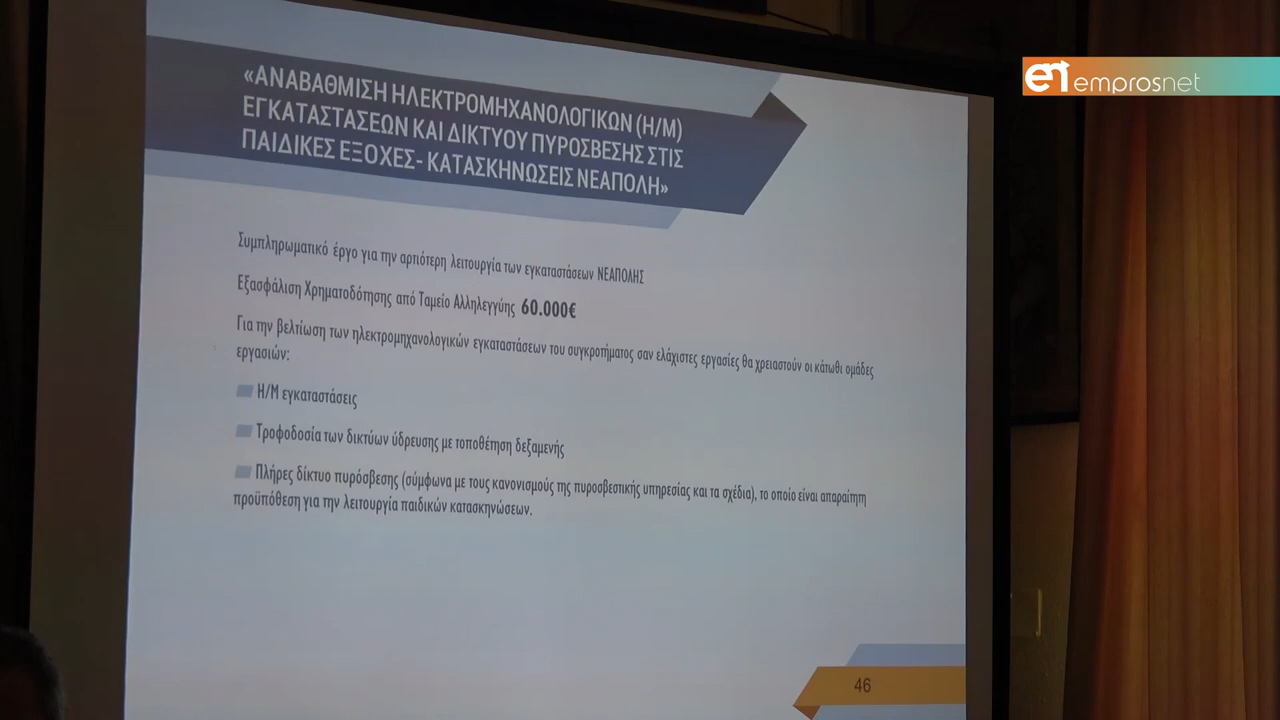 «ΑΝΑΒΑΘΜΙΣΗ ΗΛΕΚΤΡΟΜΗΧΑΝΟΛΟΓΙΚΩΝ (Η/Μ)
ΕΓΚΑΤΑΣΤΑΣΕΩΝ ΚΑΙ ΔΙΚΤΥΟΥ ΠΥΡΟΣΒΕΣΗΣ ΣΤΙΣ
ΠΑΙΔΙΚΕΣ ΕΞΟΧΕΣ- ΚΑΤΑΣΚΗΝΩΣΕΙΣ ΝΕΑΠΟΛΗ»
emprosnet
Συμπληρωματικό έργο για την αρτιότερη λειτουργία των εγκαταστάσεων ΝΕΑΠΟΛΗΣ
Εξασφάλιση Χρηματοδότησης από Ταμείο Αλληλεγγύης 60.000€
Για την βελτίωση των ηλεκτρομηχανολογικών εγκαταστάσεων του συγκροτήματος σαν ελάχιστες εργασίες θα χρειαστούν οι κάτωθι ομάδες
εργασιών:
Η/Μ εγκαταστάσεις
Τροφοδοσία των δικτύων ύδρευσης με τοποθέτηση δεξαμενής
Πλήρες δίκτυο πυρόσβεσης (σύμφωνα με τους κανονισμούς της πυροσβεστικής υπηρεσίας και τα σχέδια), το οποίο είναι απαραίτητη
προϋπόθεση για την λειτουργία παιδικών κατασκηνώσεων.
46